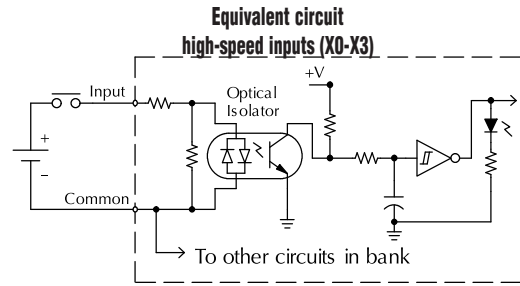 Equivalent circuit
high-speed inputs (X0-X3)
+V
Input
Optical
Isolator
+
–
Common
To other circuits in bank